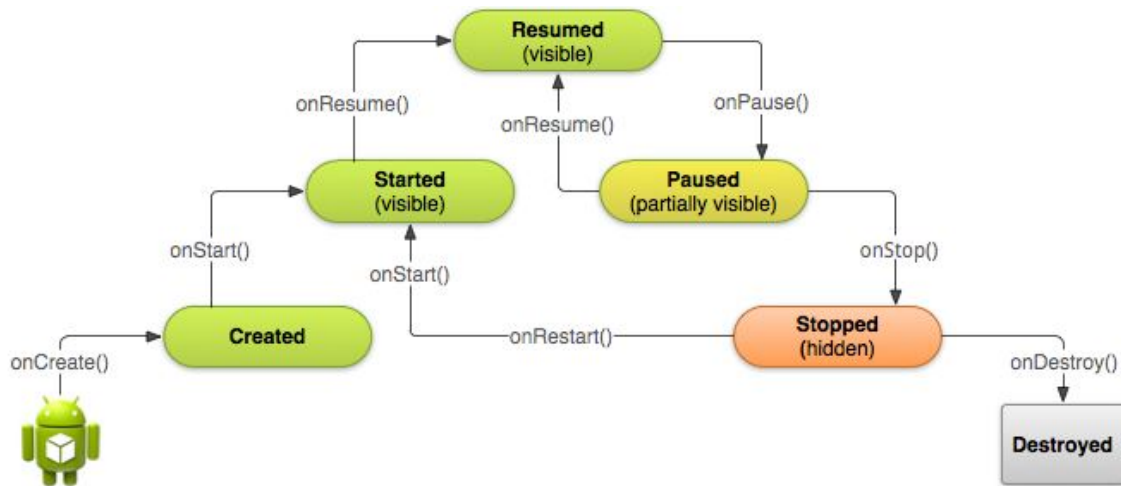 Resumed
(visible)
onResume()
onResume()
onPause()
Started
(visible)
Paused
(partially visible)
onStart()
onStart()
onStop()
Created
onRestart()
Stopped
(hidden)
onCreate()
onDestroy()
Destroyed